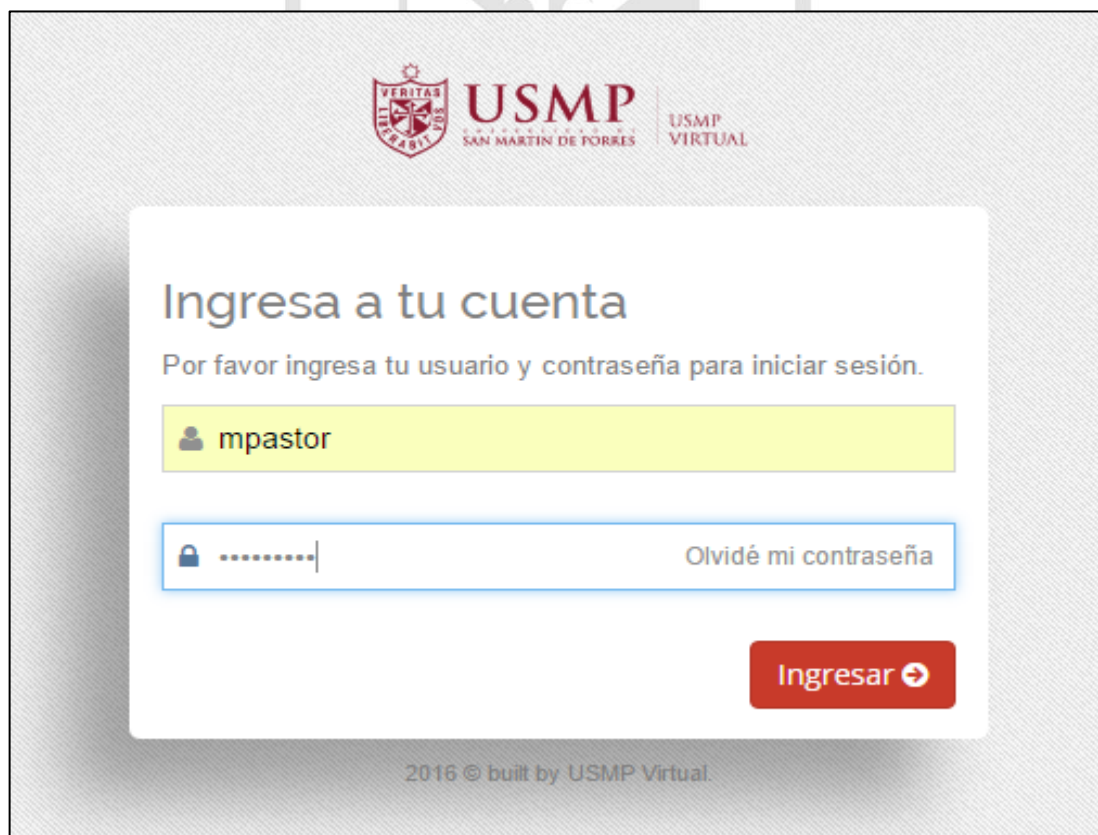 VERITAS
LIBERABIT VOS
USMP
UNIVERSIDAD DE
SAN MARTIN DE PORRES
USMP
VIRTUAL
Ingresa a tu cuenta
Por favor ingresa tu usuario y contraseña para iniciar sesión.
mpastor
•••••••••
Olvidé mi contraseña
Ingresar
2016 © built by USMP Virtual.